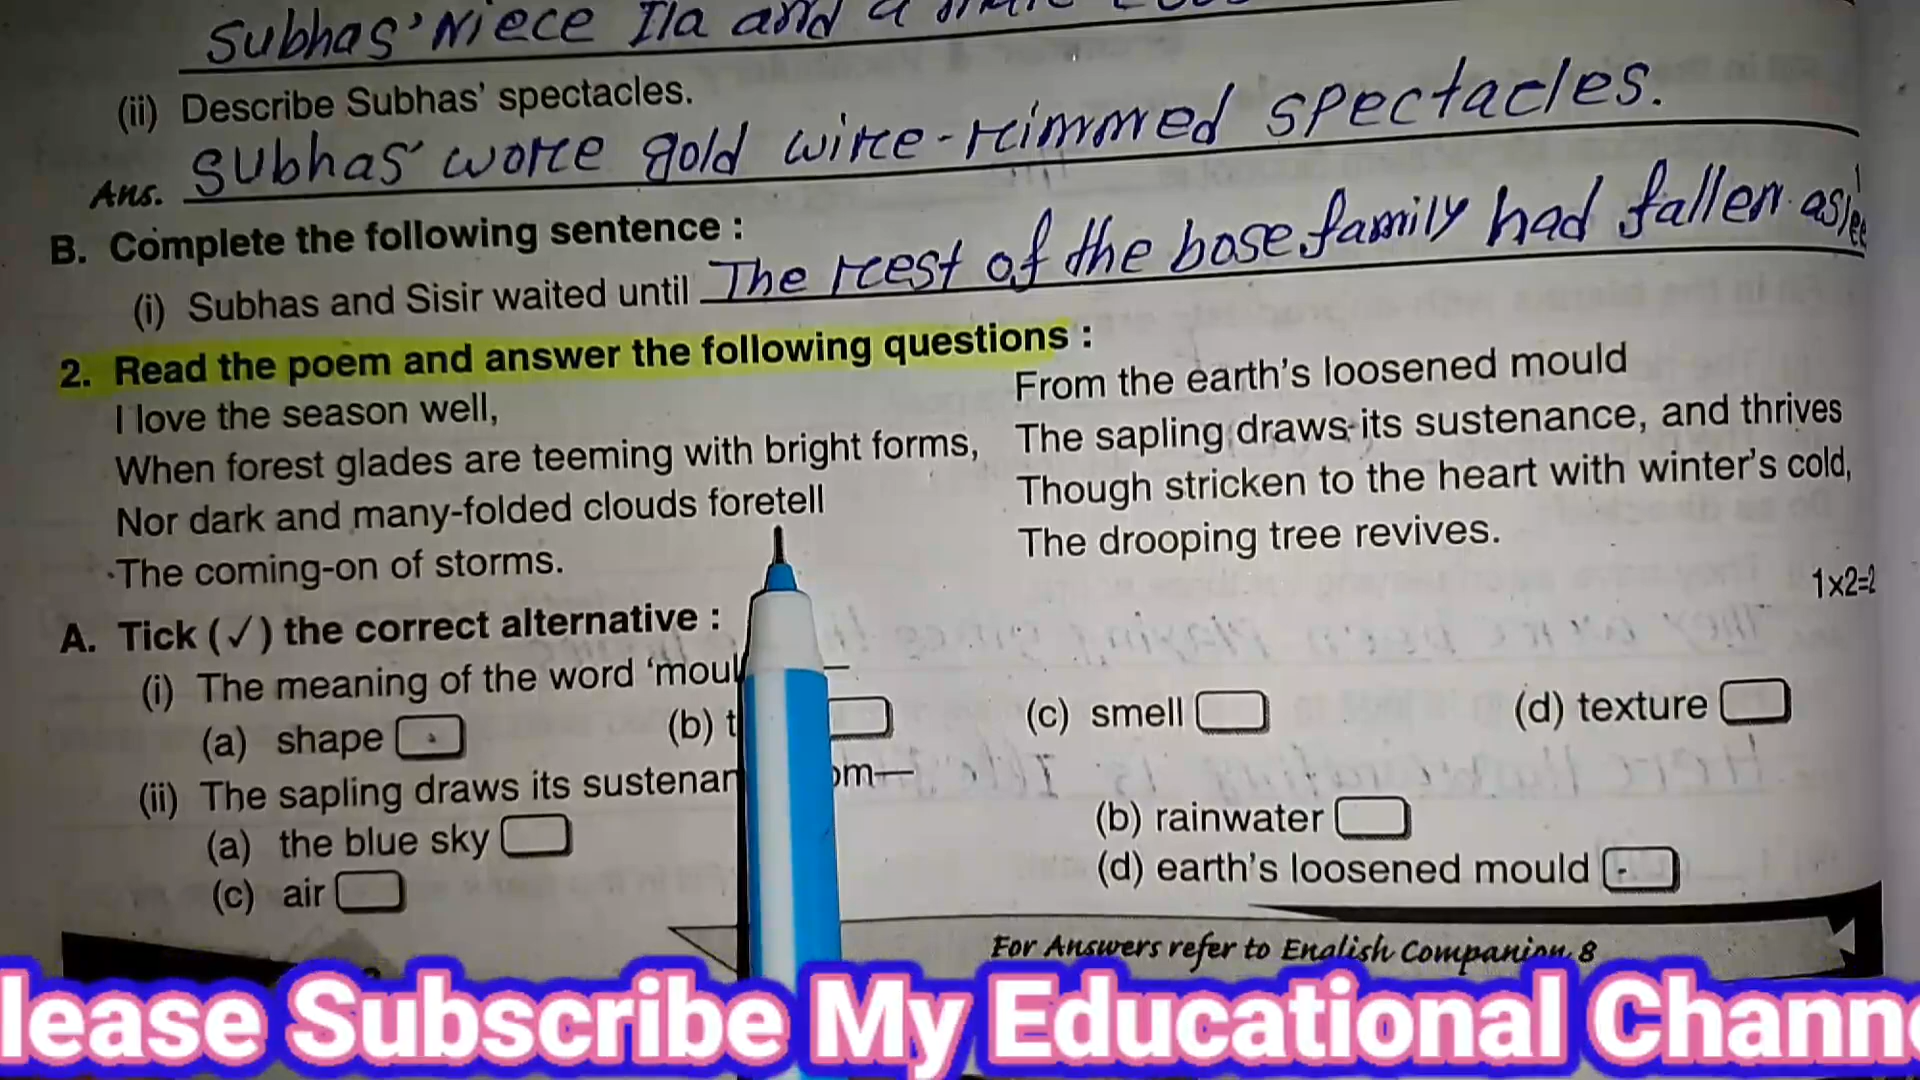 Subhas' Niece Ila and a
(ii) Describe Subhas' spectacles.
Ans. Subhas' wore gold wire-rimmed spectacles.
B. Complete the following sentence :
(i) Subhas and Sisir waited until The rest of the bose family had fallen aslee
2. Read the poem and answer the following questions :
I love the season well,
When forest glades are teeming with bright forms,
Nor dark and many-folded clouds foretell
The coming-on of storms.
From the earth's loosened mould
The sapling draws its sustenance, and thrives
Though stricken to the heart with winter's cold,
The drooping tree revives.
1×2=2
A. Tick (✓) the correct alternative :
(i) The meaning of the word 'moul —
(a) shape (b) t (c) smell (d) texture
(ii) The sapling draws its sustenan om—
(a) the blue sky (b) rainwater
(c) air (d) earth's loosened mould
For Answers refer to English Companion 8
lease Subscribe My Educational Chann